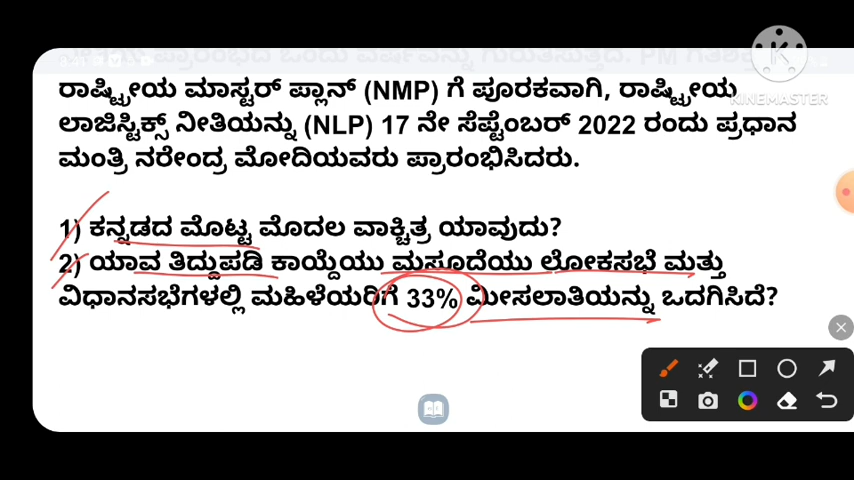 ರಾಷ್ಟ್ರೀಯ ಮಾಸ್ಟರ್ ಪ್ಲಾನ್ (NMP) ಗೆ ಪೂರಕವಾಗಿ, ರಾಷ್ಟ್ರೀಯ
KINEMASTER
ಲಾಜಿಸ್ಟಿಕ್ಸ್ ನೀತಿಯನ್ನು (NLP) 17 ನೇ ಸೆಪ್ಟೆಂಬರ್ 2022 ರಂದು ಪ್ರಧಾನ
ಮಂತ್ರಿ ನರೇಂದ್ರ ಮೋದಿಯವರು ಪ್ರಾರಂಭಿಸಿದರು.
1) ಕನ್ನಡದ ಮೊಟ್ಟ ಮೊದಲ ವಾಕ್ಚಿತ್ರ ಯಾವುದು?
2) ಯಾವ ತಿದ್ದುಪಡಿ ಕಾಯ್ದೆಯು ಮಸೂದೆಯು ಲೋಕಸಭೆ ಮತ್ತು
ವಿಧಾನಸಭೆಗಳಲ್ಲಿ ಮಹಿಳೆಯರಿಗೆ 33% ಮೀಸಲಾತಿಯನ್ನು ಒದಗಿಸಿದೆ?